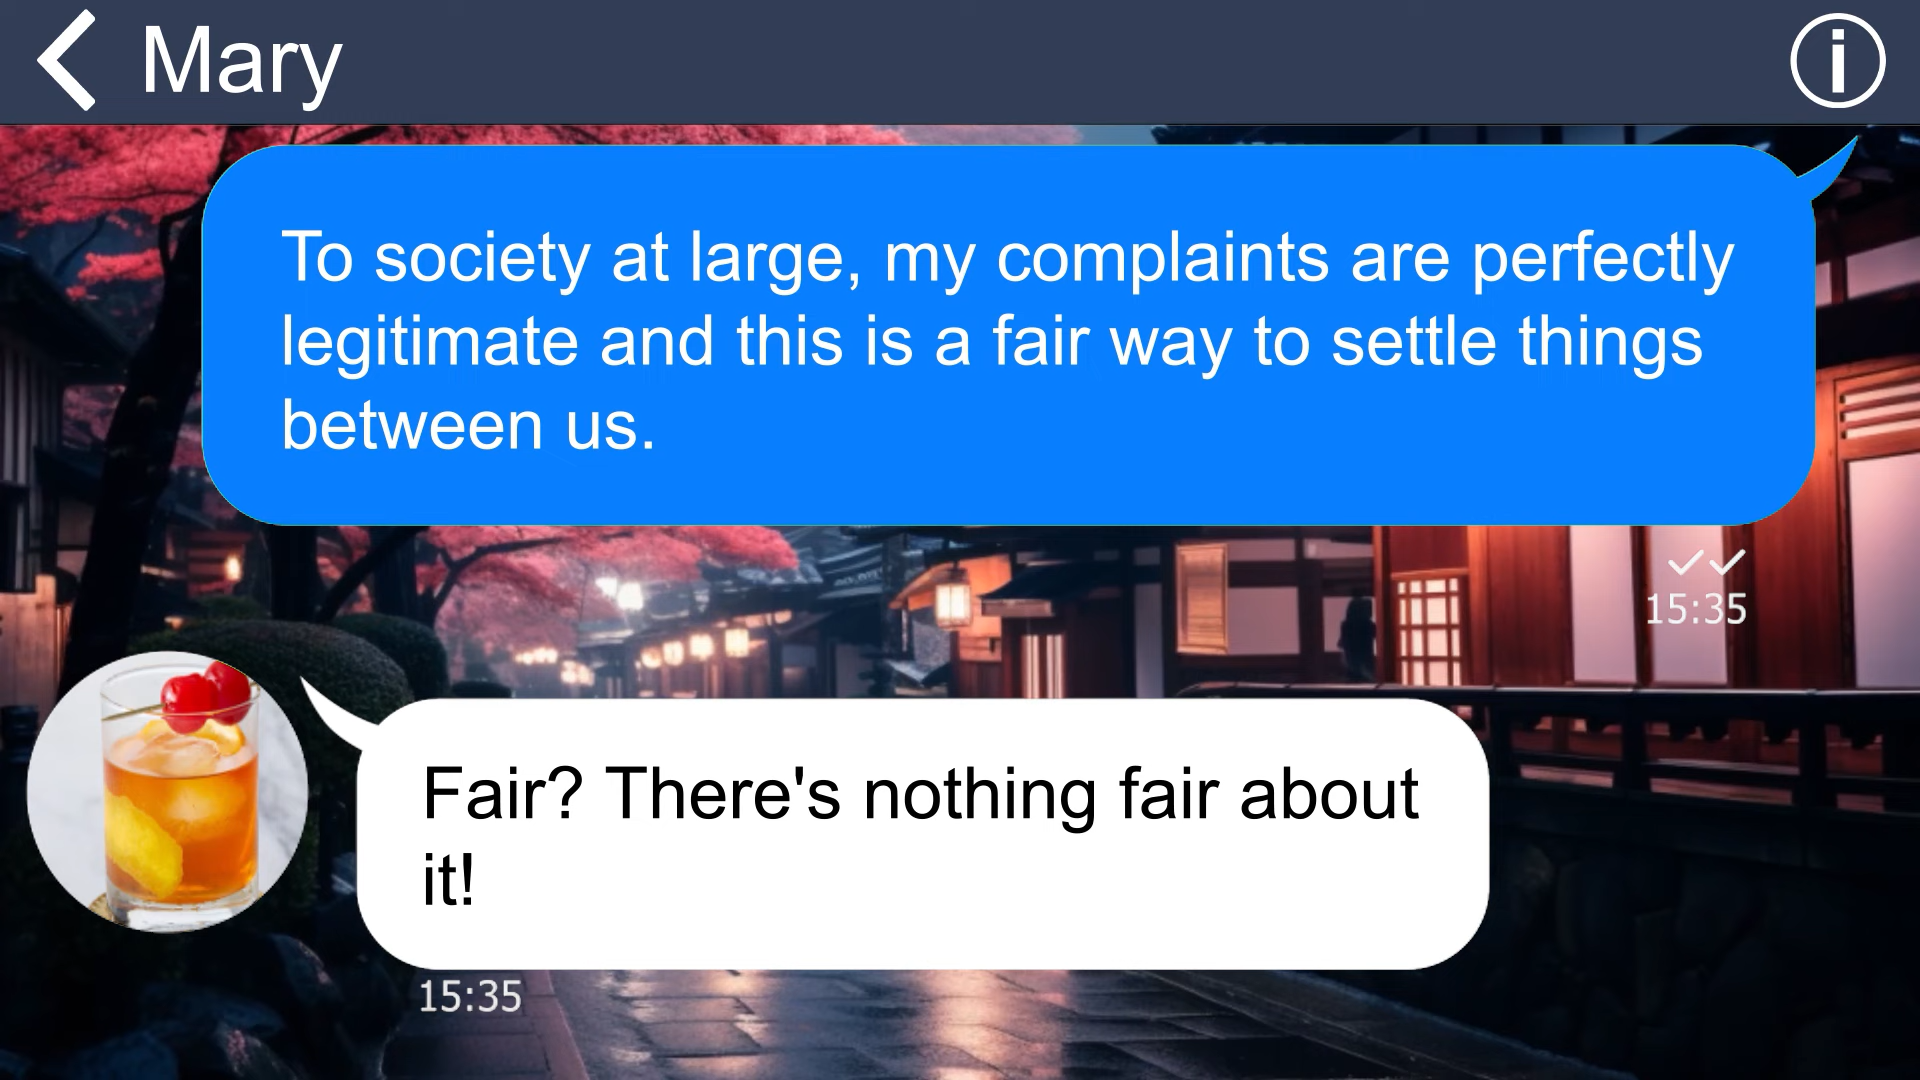 Mary
To society at large, my complaints are perfectly
legitimate and this is a fair way to settle things
between us.
15:35
Fair? There's nothing fair about
it!
15:35